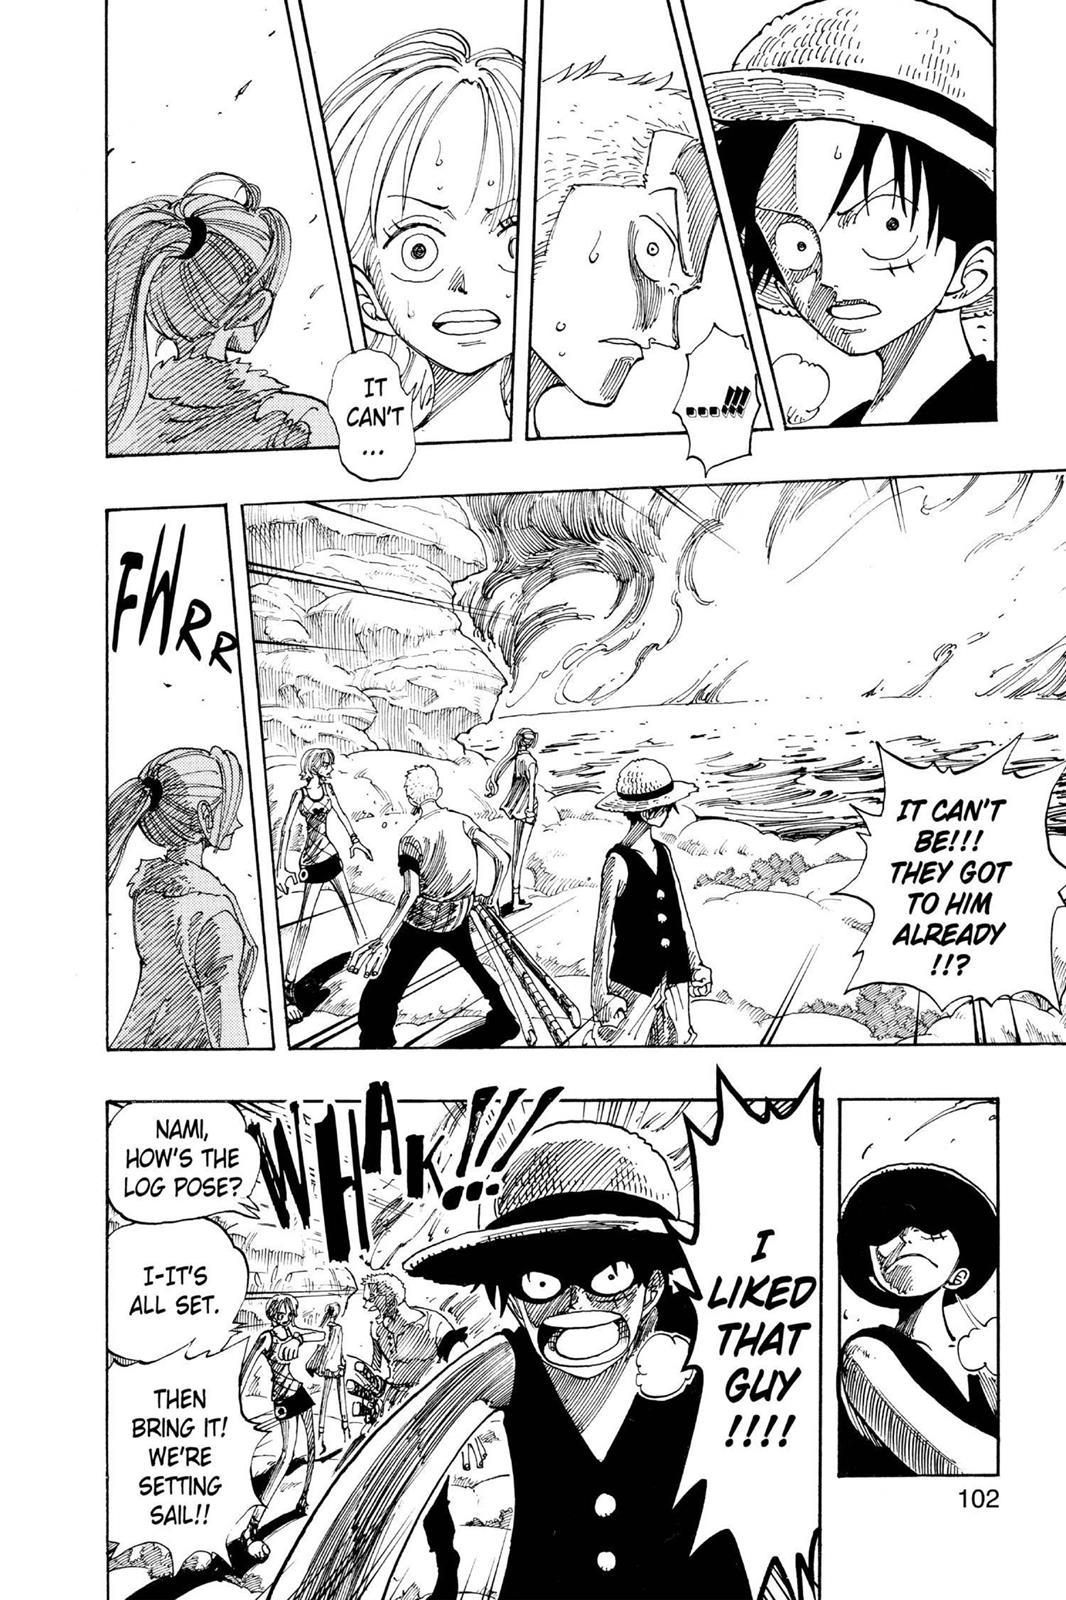 ......!!!
IT
CAN'T
...
IT CAN'T
BE!!!
THEY GOT
TO HIM
ALREADY
!!?
FWRR
I
LIKED
THAT
GUY
!!!!
WHAK!!!
NAMI,
HOW'S THE
LOG POSE?
I-IT'S
ALL SET.
THEN
BRING IT!
WE'RE
SETTING
SAIL!!
102